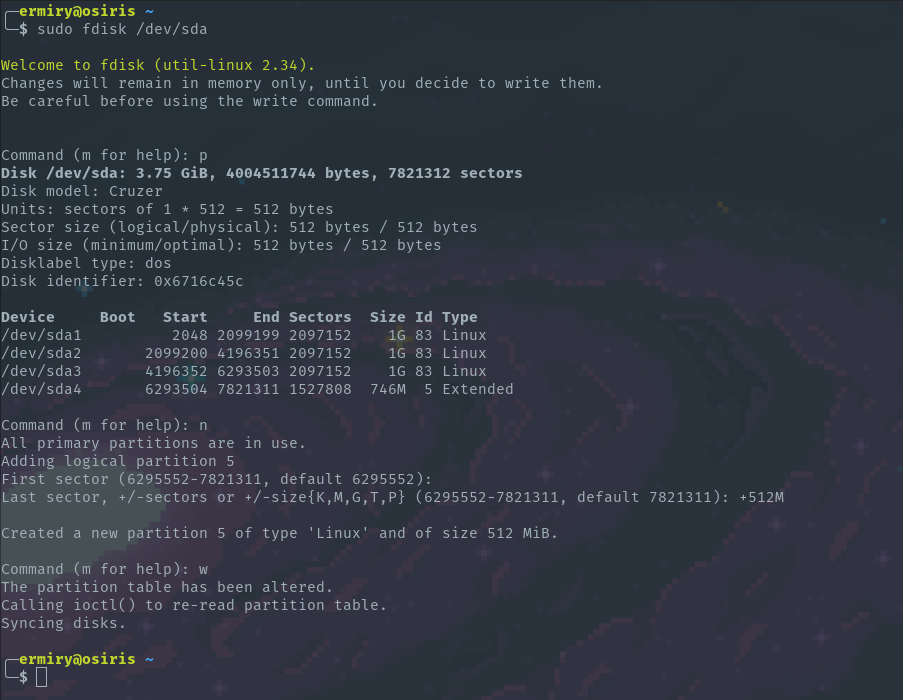 ermiry@osiris ~
$ sudo fdisk /dev/sda
Welcome to fdisk (util-linux 2.34).
Changes will remain in memory only, until you decide to write them.
Be careful before using the write command.
Command (m for help): p
Disk /dev/sda: 3.75 GiB, 4004511744 bytes, 7821312 sectors
Disk model: Cruzer
Units: sectors of 1 * 512 = 512 bytes
Sector size (logical/physical): 512 bytes / 512 bytes
I/O size (minimum/optimal): 512 bytes / 512 bytes
Disklabel type: dos
Disk identifier: 0x6716c45c
Device     Boot   Start     End Sectors  Size Id Type
/dev/sda1          2048 2099199 2097152    1G 83 Linux
/dev/sda2       2099200 4196351 2097152    1G 83 Linux
/dev/sda3       4196352 6293503 2097152    1G 83 Linux
/dev/sda4       6293504 7821311 1527808  746M  5 Extended
Command (m for help): n
All primary partitions are in use.
Adding logical partition 5
First sector (6295552-7821311, default 6295552):
Last sector, +/-sectors or +/-size{K,M,G,T,P} (6295552-7821311, default 7821311): +512M
Created a new partition 5 of type 'Linux' and of size 512 MiB.
Command (m for help): w
The partition table has been altered.
Calling ioctl() to re-read partition table.
Syncing disks.
ermiry@osiris ~
$